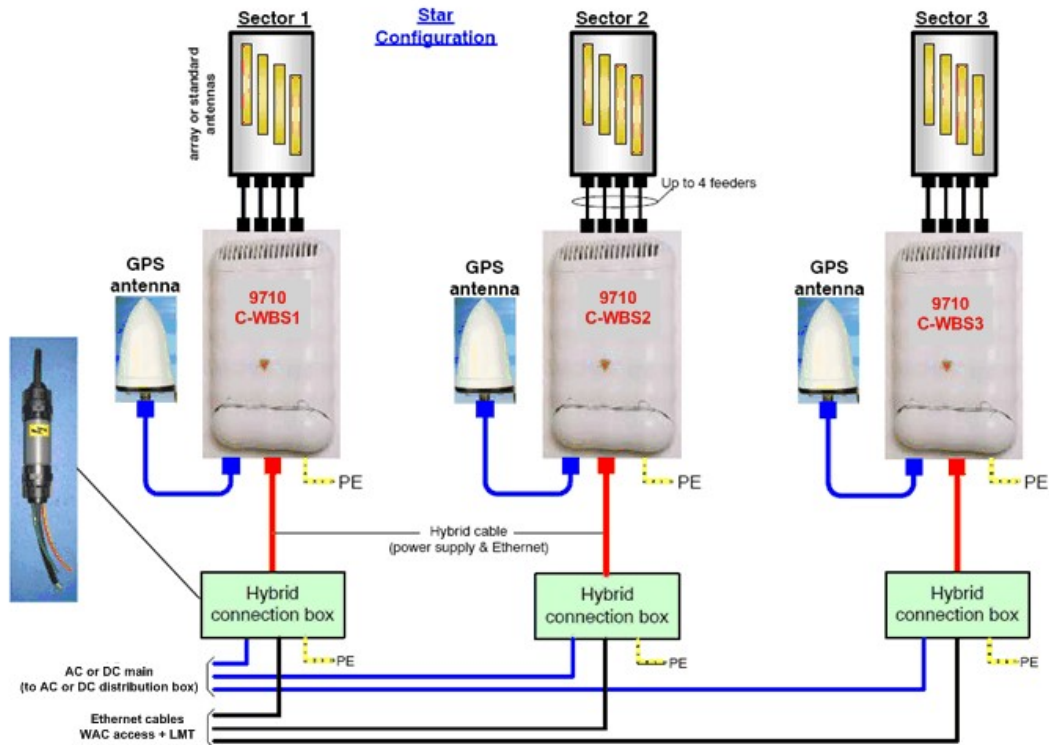 Sector 1
Star
Configuration
Sector 2
Sector 3
array or standard
antennas
Up to 4 feeders
GPS
antenna
9710
C-WBS1
GPS
antenna
9710
C-WBS2
GPS
antenna
9710
C-WBS3
PE
PE
PE
Hybrid cable
(power supply & Ethernet)
Hybrid
connection box
Hybrid
connection box
Hybrid
connection box
PE
PE
PE
AC or DC main
(to AC or DC distribution box)
Ethernet cables
WAC access + LMT